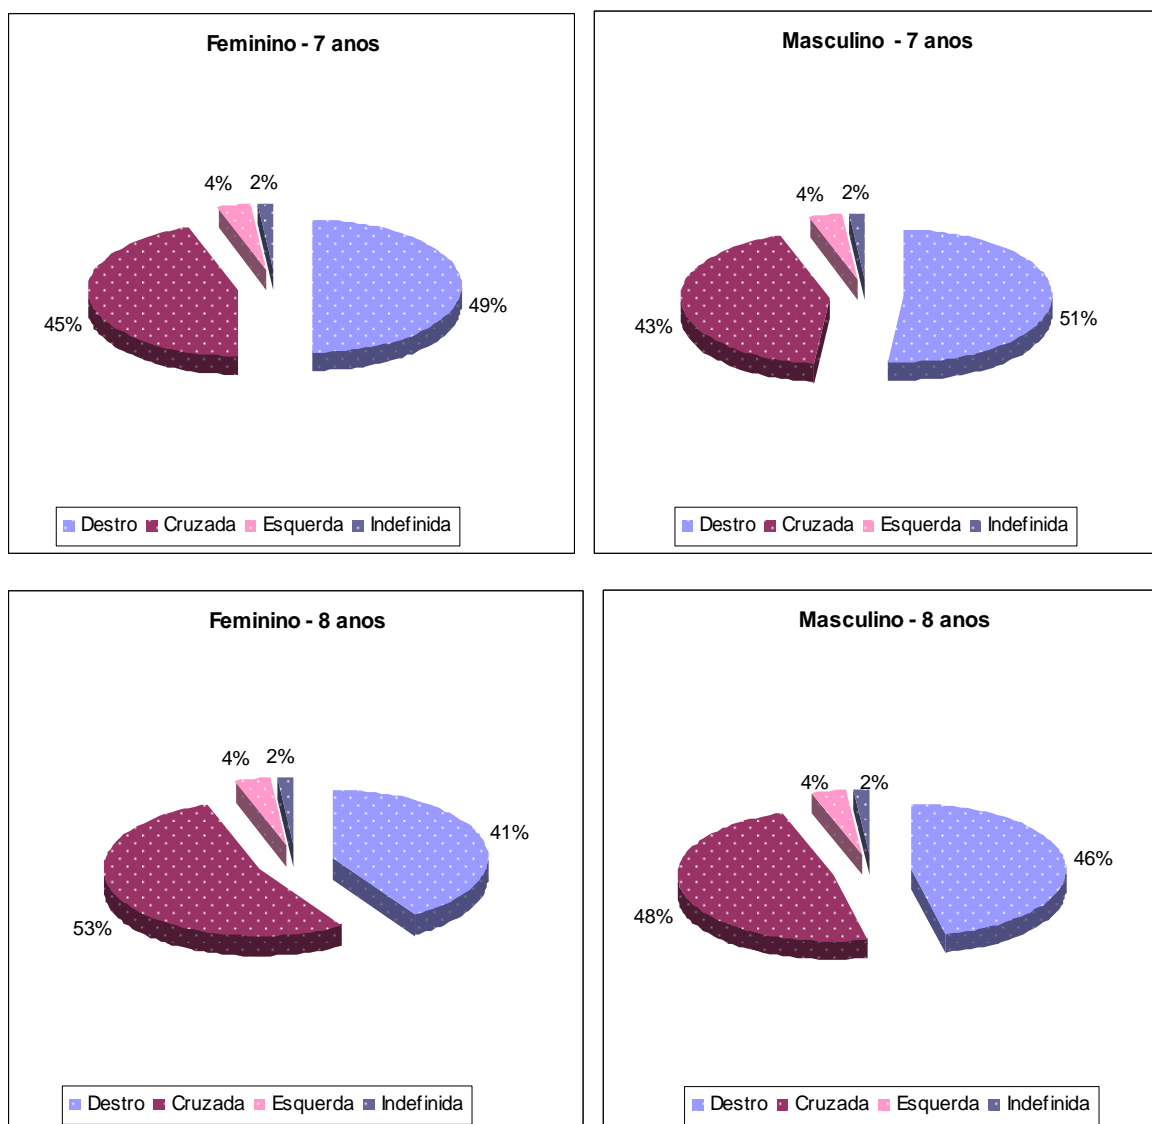 Feminino - 7 anos
4% 2%
45%
49%
Destro Cruzada Esquerda Indefinida
Masculino - 7 anos
4% 2%
43%
51%
Destro Cruzada Esquerda Indefinida
Feminino - 8 anos
4% 2%
41%
53%
Destro Cruzada Esquerda Indefinida
Masculino - 8 anos
4% 2%
46%
48%
Destro Cruzada Esquerda Indefinida